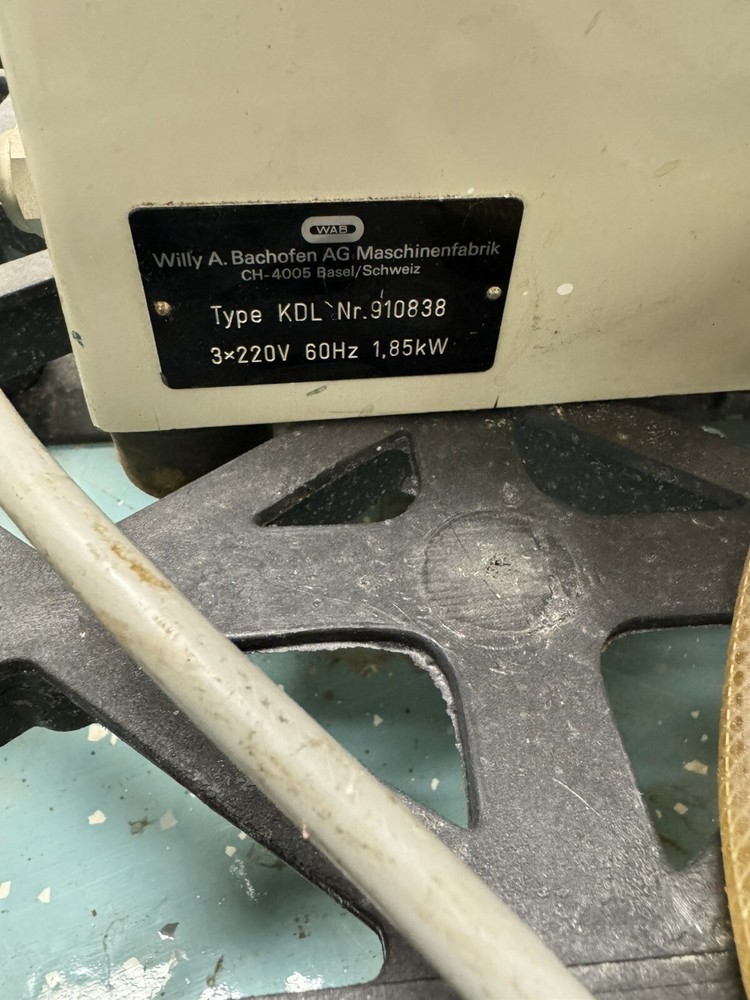 WAB
Willy A. Bachofen AG Maschinenfabrik
CH-4005 Basel/Schweiz
Type KDL Nr. 910838
3×220V 60Hz 1,85kW